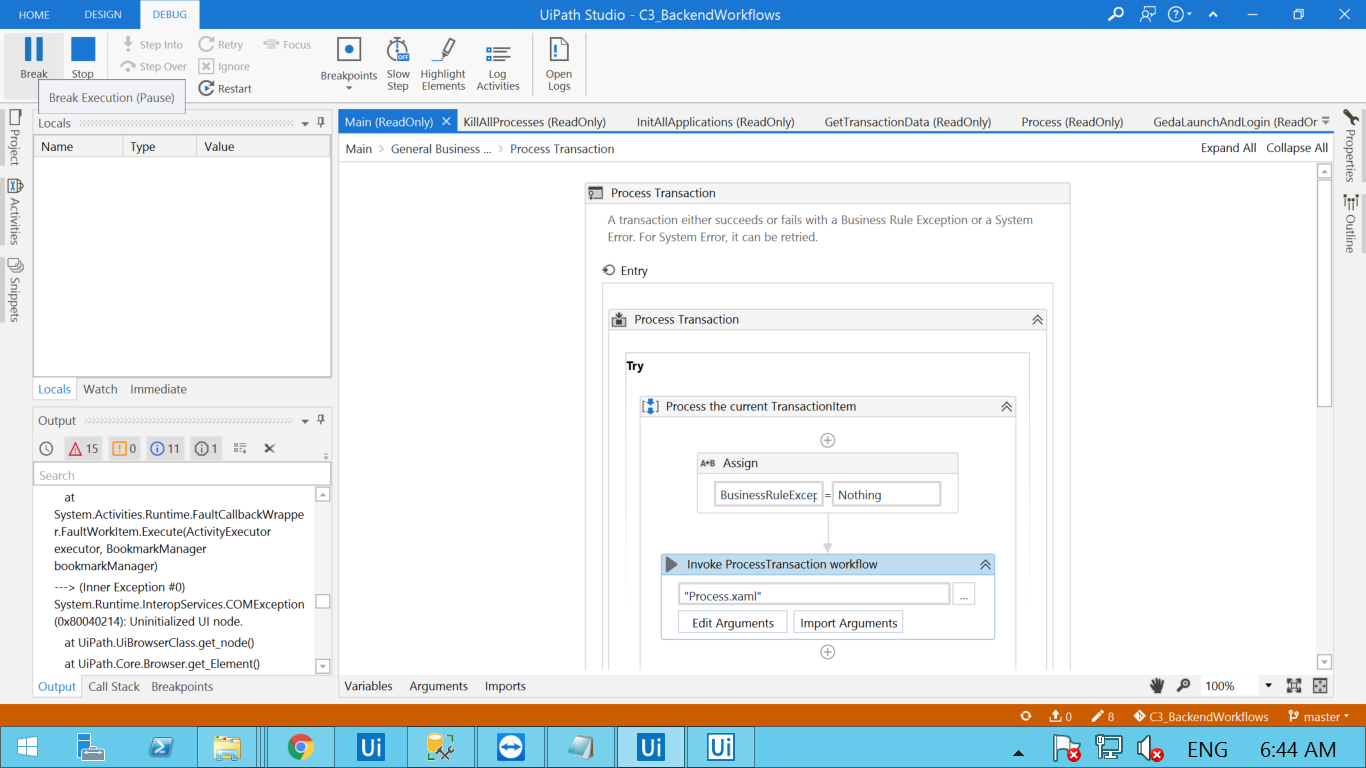 HOME DESIGN DEBUG UiPath Studio - C3_BackendWorkflows
Break
Stop
Step Into
Step Over
Retry
Ignore
Restart
Focus
Breakpoints
Slow
Step
OFF
Highlight
Elements
Log
Activities
Open
Logs
Break Execution (Pause)
Project
Activities
Snippets
Locals
Name Type Value
Locals Watch Immediate
Output
15 0 11 1
Search
at
System.Activities.Runtime.FaultCallbackWrappe
r.FaultWorkItem.Execute(ActivityExecutor
executor, BookmarkManager
bookmarkManager)
---> (Inner Exception #0)
System.Runtime.InteropServices.COMException
(0x80040214): Uninitialized UI node.
at UiPath.UiBrowserClass.get_node()
at UiPath.Core.Browser.get_Element()
Output Call Stack Breakpoints
Main (ReadOnly) KillAllProcesses (ReadOnly) InitAllApplications (ReadOnly) GetTransactionData (ReadOnly) Process (ReadOnly) GedaLaunchAndLogin (ReadOr
Main > General Business ... > Process Transaction
Expand All Collapse All
Process Transaction
A transaction either succeeds or fails with a Business Rule Exception or a System
Error. For System Error, it can be retried.
Entry
Process Transaction
Try
Process the current TransactionItem
A*B Assign
BusinessRuleExcep = Nothing
Invoke ProcessTransaction workflow
"Process.xaml" ...
Edit Arguments Import Arguments
Variables Arguments Imports
100%
Properties
Outline
0 8 C3_BackendWorkflows master
Ui Ui Ui
ENG 6:44 AM